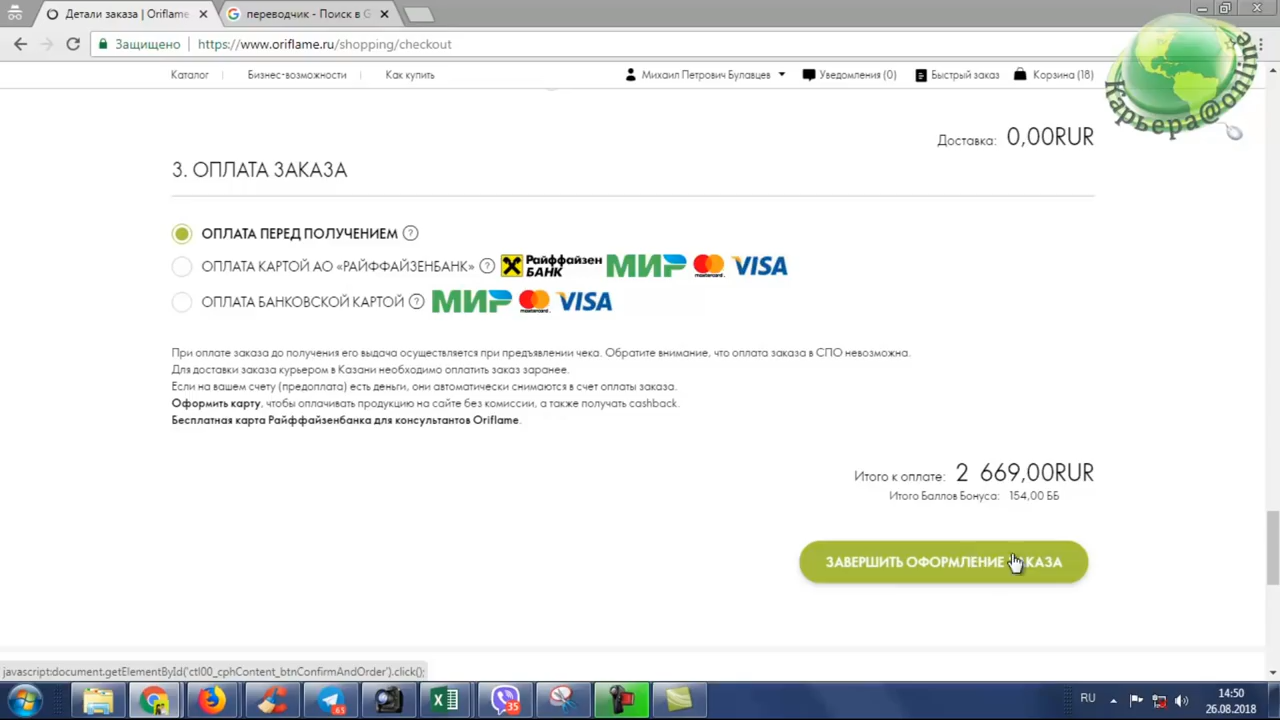 Детали заказа | Oriflame
переводчик - Поиск в G
Защищено https://www.oriflame.ru/shopping/checkout
Каталог Бизнес-возможности Как купить Михаил Петрович Булавцев Уведомления (0) Быстрый заказ Корзина (18)
Карьера@online
Доставка: 0,00RUR
3. ОПЛАТА ЗАКАЗА
ОПЛАТА ПЕРЕД ПОЛУЧЕНИЕМ ?
ОПЛАТА КАРТОЙ АО «РАЙФФАЙЗЕНБАНК» ? Райффайзен БАНК МИР mastercard VISA
ОПЛАТА БАНКОВСКОЙ КАРТОЙ ? МИР mastercard VISA
При оплате заказа до получения его выдача осуществляется при предъявлении чека. Обратите внимание, что оплата заказа в СПО невозможна.
Для доставки заказа курьером в Казани необходимо оплатить заказ заранее.
Если на вашем счету (предоплата) есть деньги, они автоматически снимаются в счет оплаты заказа.
Оформить карту, чтобы оплачивать продукцию на сайте без комиссии, а также получать cashback.
Бесплатная карта Райффайзенбанка для консультантов Oriflame.
Итого к оплате: 2 669,00RUR
Итого Баллов Бонуса: 154,00 ББ
ЗАВЕРШИТЬ ОФОРМЛЕНИЕ ЗАКАЗА
javascript:document.getElementById('ctl00_cphContent_btnConfirmAndOrder').click();
63
35
RU
14:50
26.08.2018